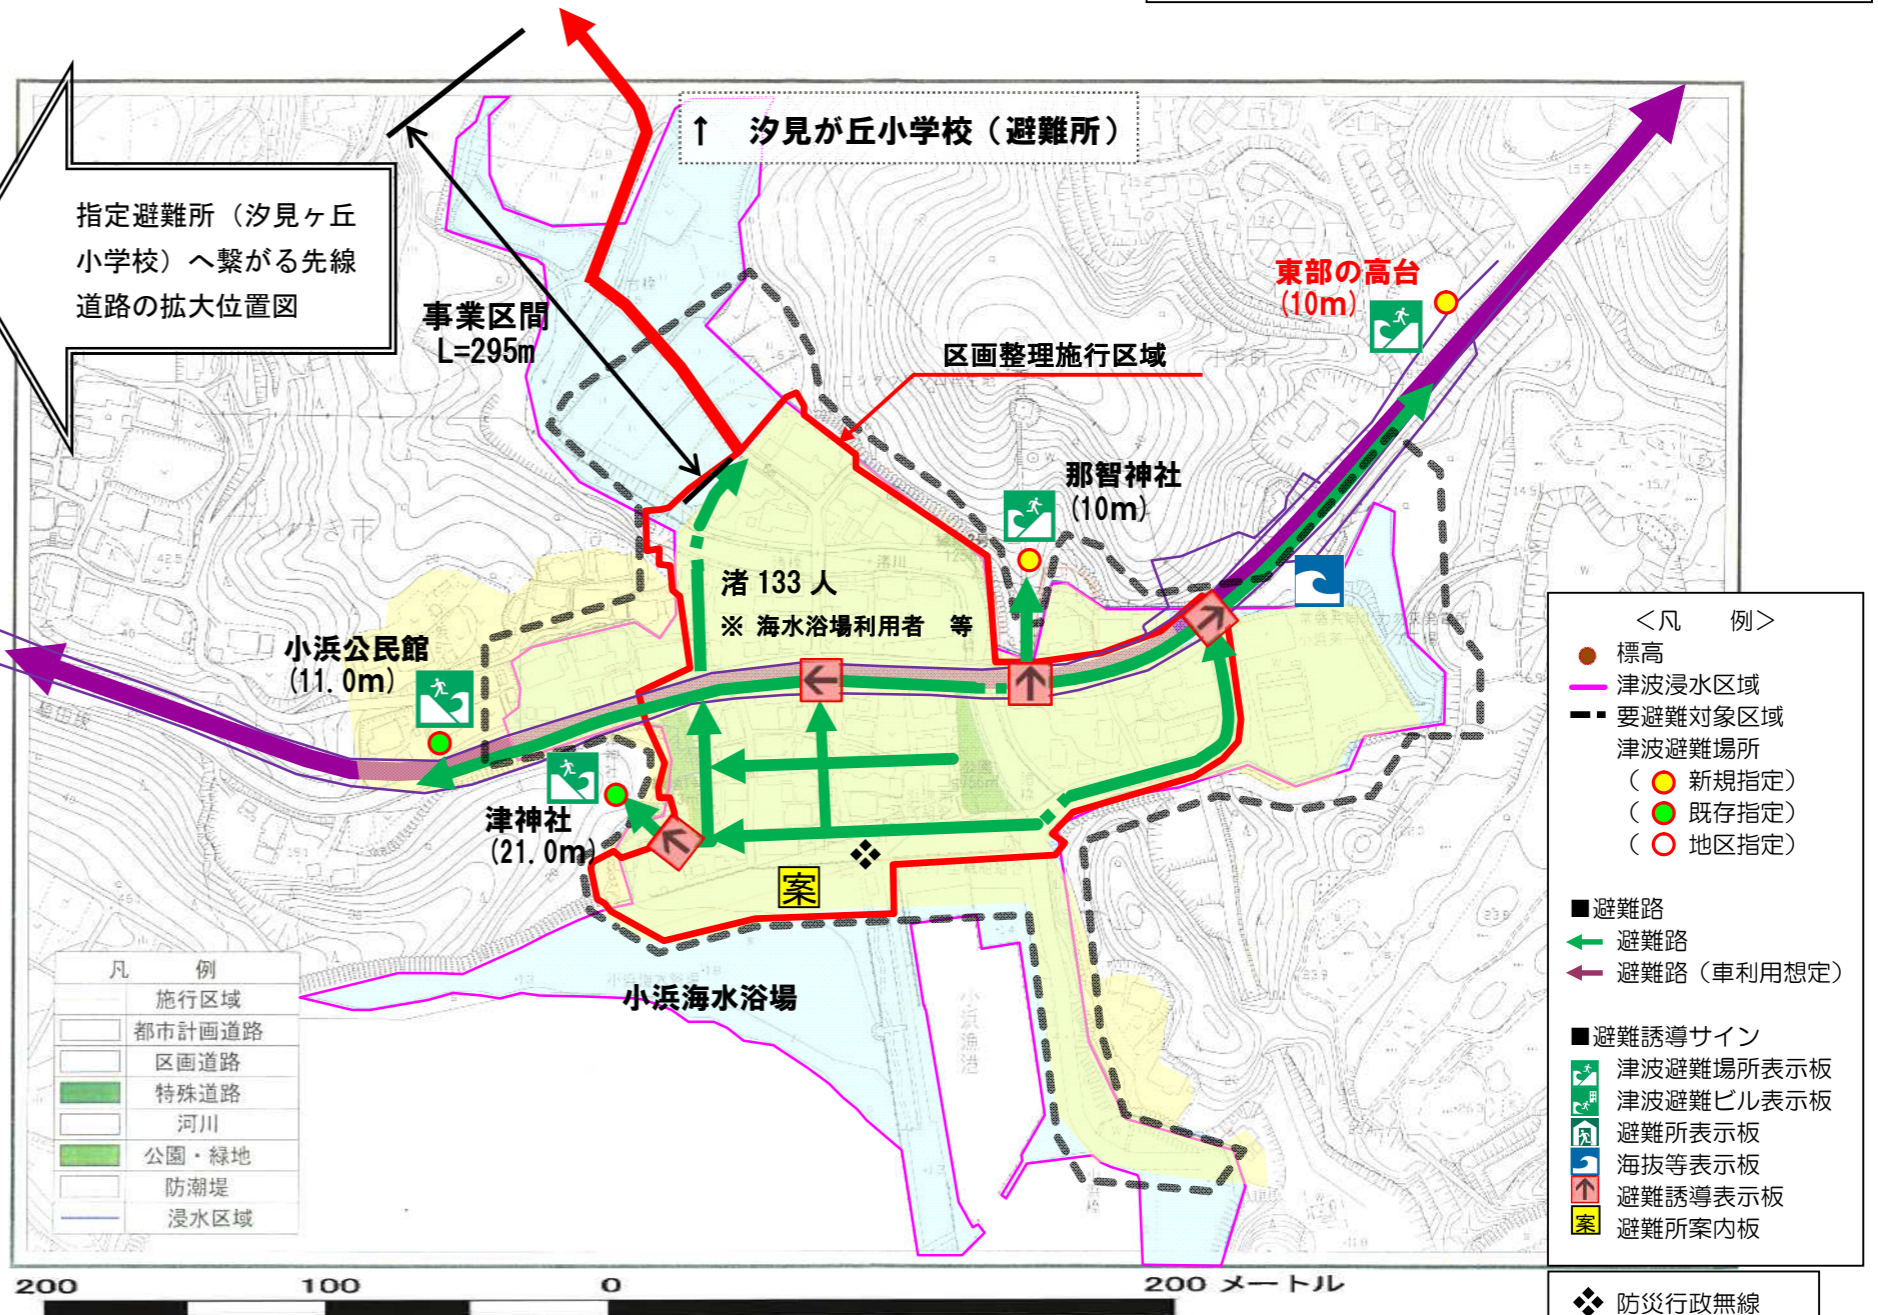 ↑ 汐見が丘小学校（避難所）
指定避難所（汐見ヶ丘
小学校）へ繋がる先線
道路の拡大位置図
事業区間
L=295m
区画整理施行区域
東部の高台
(10m)
那智神社
(10m)
渚 133 人
※ 海水浴場利用者 等
小浜公民館
(11.0m)
津神社
(21.0m)
案
小浜海水浴場
小浜漁港
凡 例
施行区域
都市計画道路
区画道路
特殊道路
河川
公園・緑地
防潮堤
浸水区域
＜凡 例＞
標高
津波浸水区域
要避難対象区域
津波避難場所
（ 新規指定）
（ 既存指定）
（ 地区指定）
■避難路
避難路
避難路（車利用想定）
■避難誘導サイン
津波避難場所表示板
津波避難ビル表示板
避難所表示板
海抜等表示板
避難誘導表示板
案 避難所案内板
防災行政無線
200 100 0 200 メートル